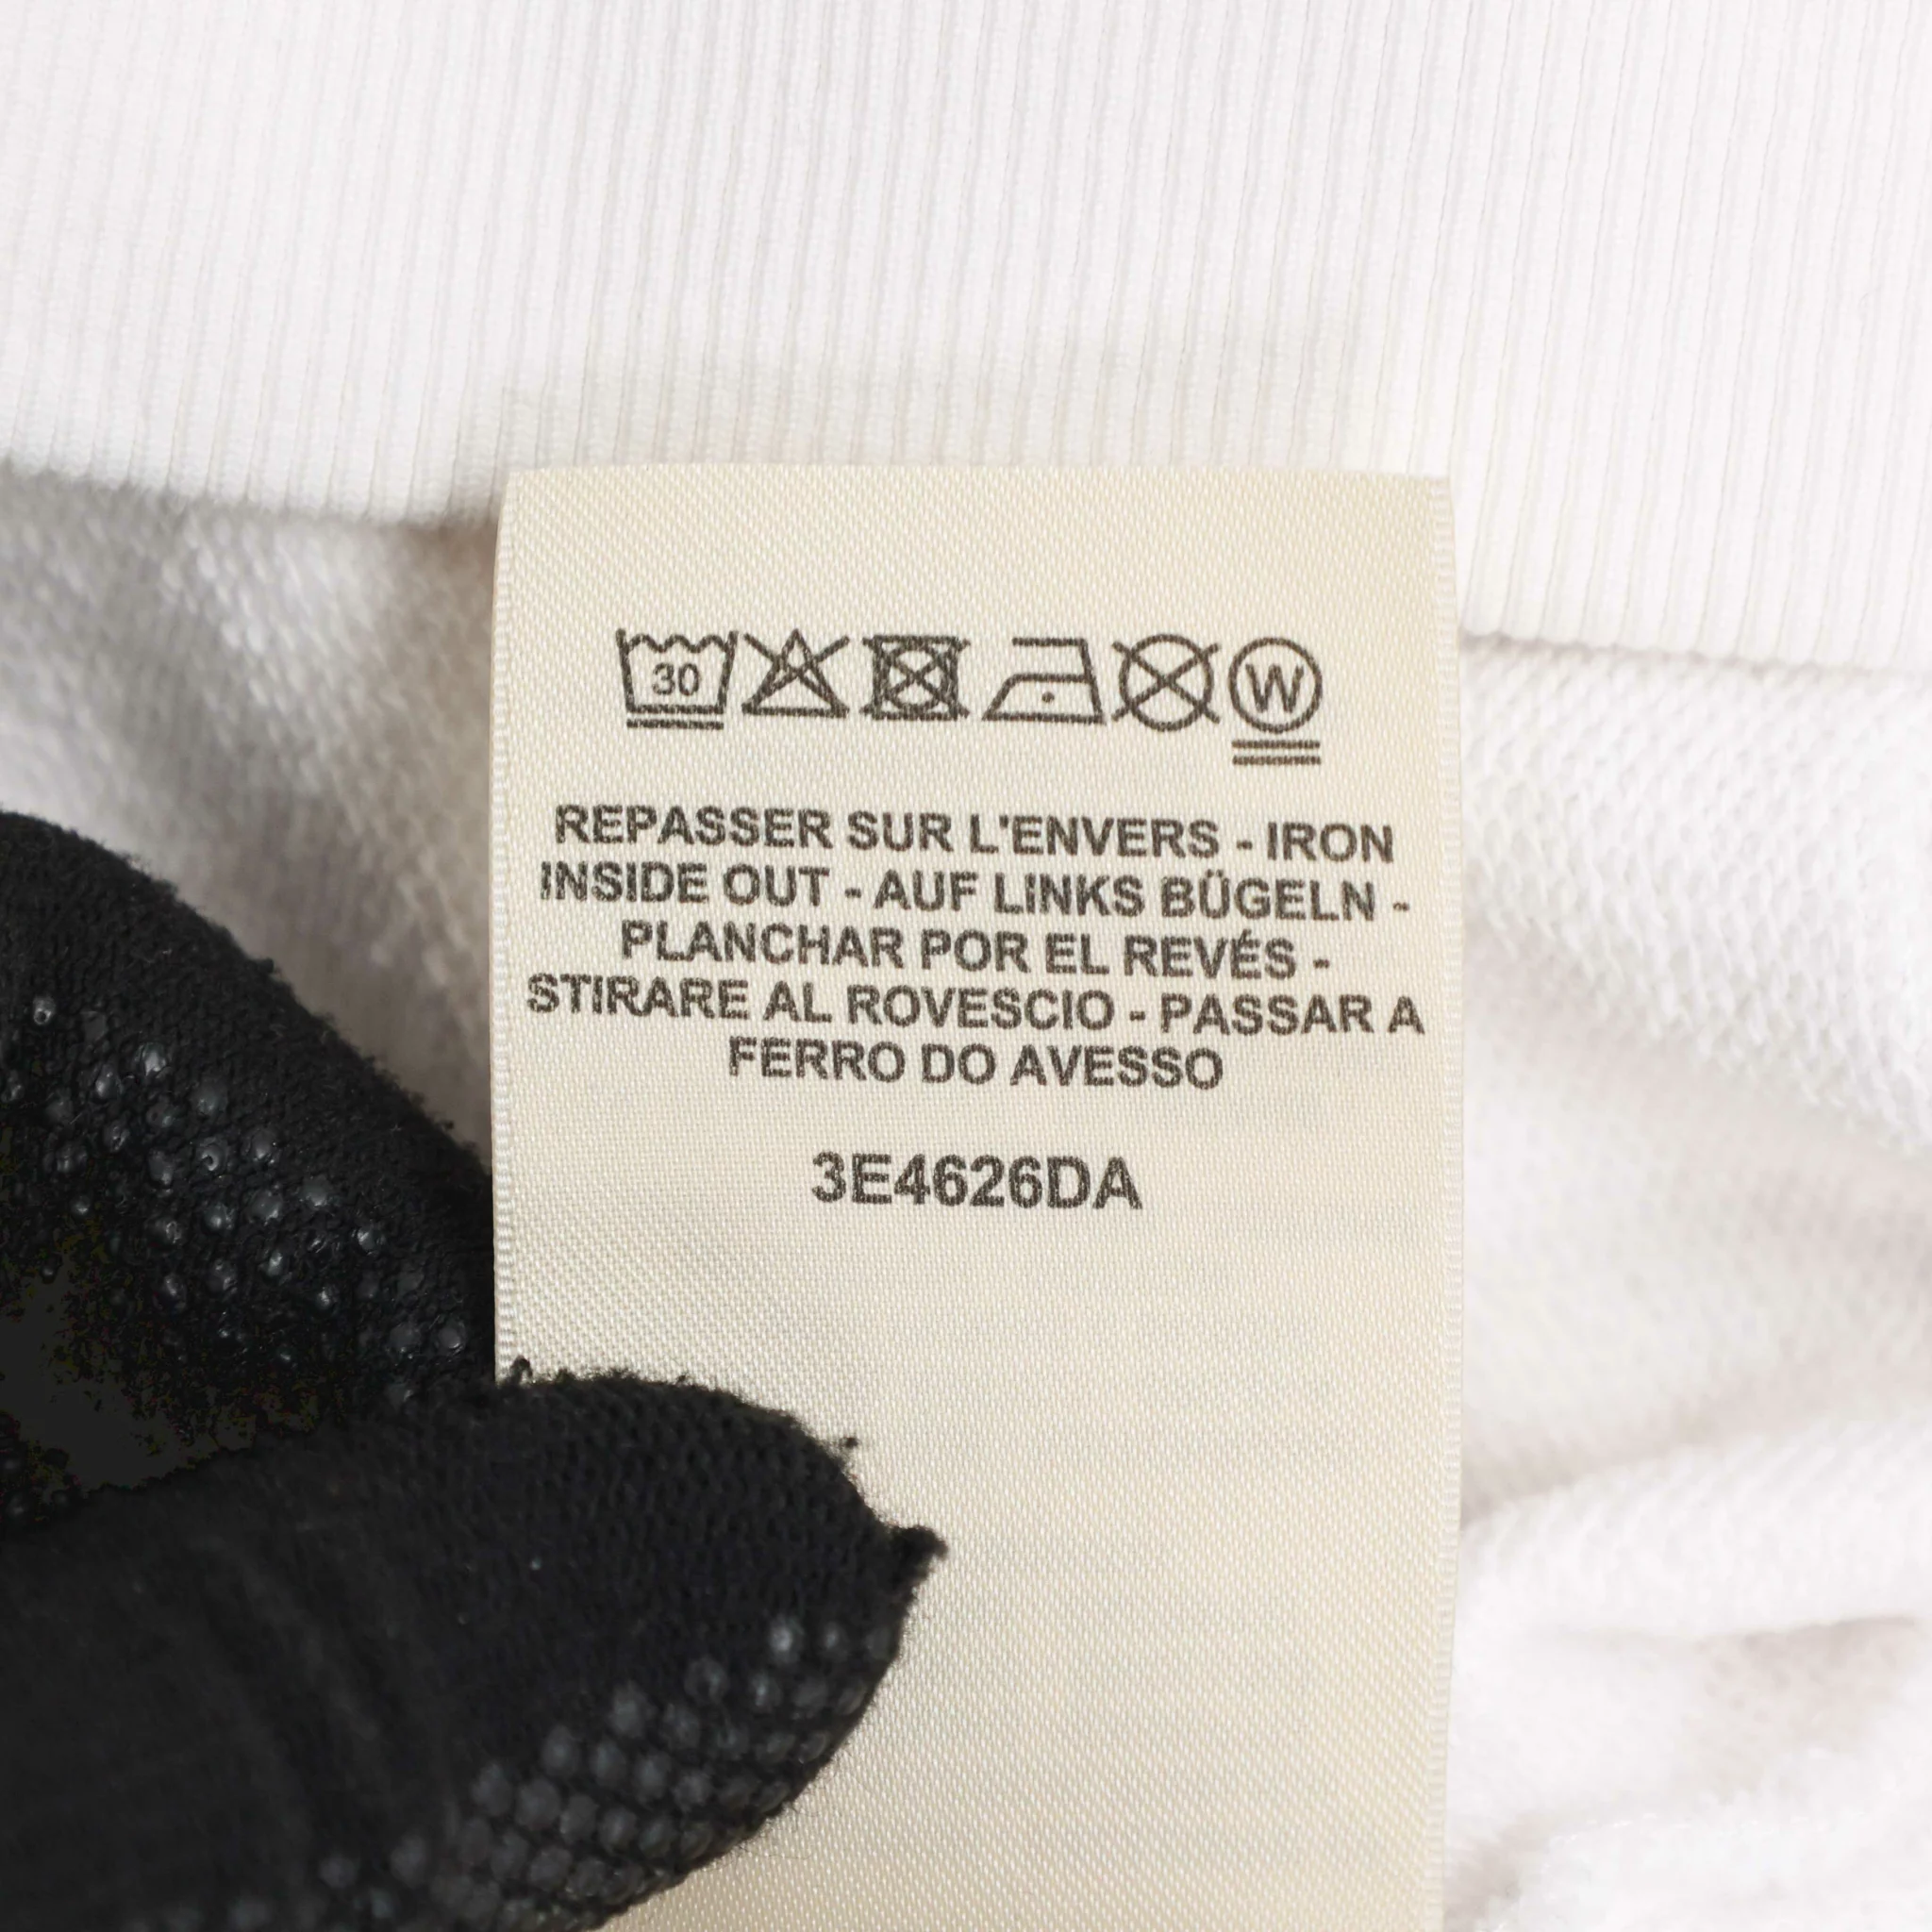 30
W
REPASSER SUR L'ENVERS - IRON
INSIDE OUT - AUF LINKS BÜGELN -
PLANCHAR POR EL REVÉS -
STIRARE AL ROVESCIO - PASSAR A
FERRO DO AVESSO
3E4626DA